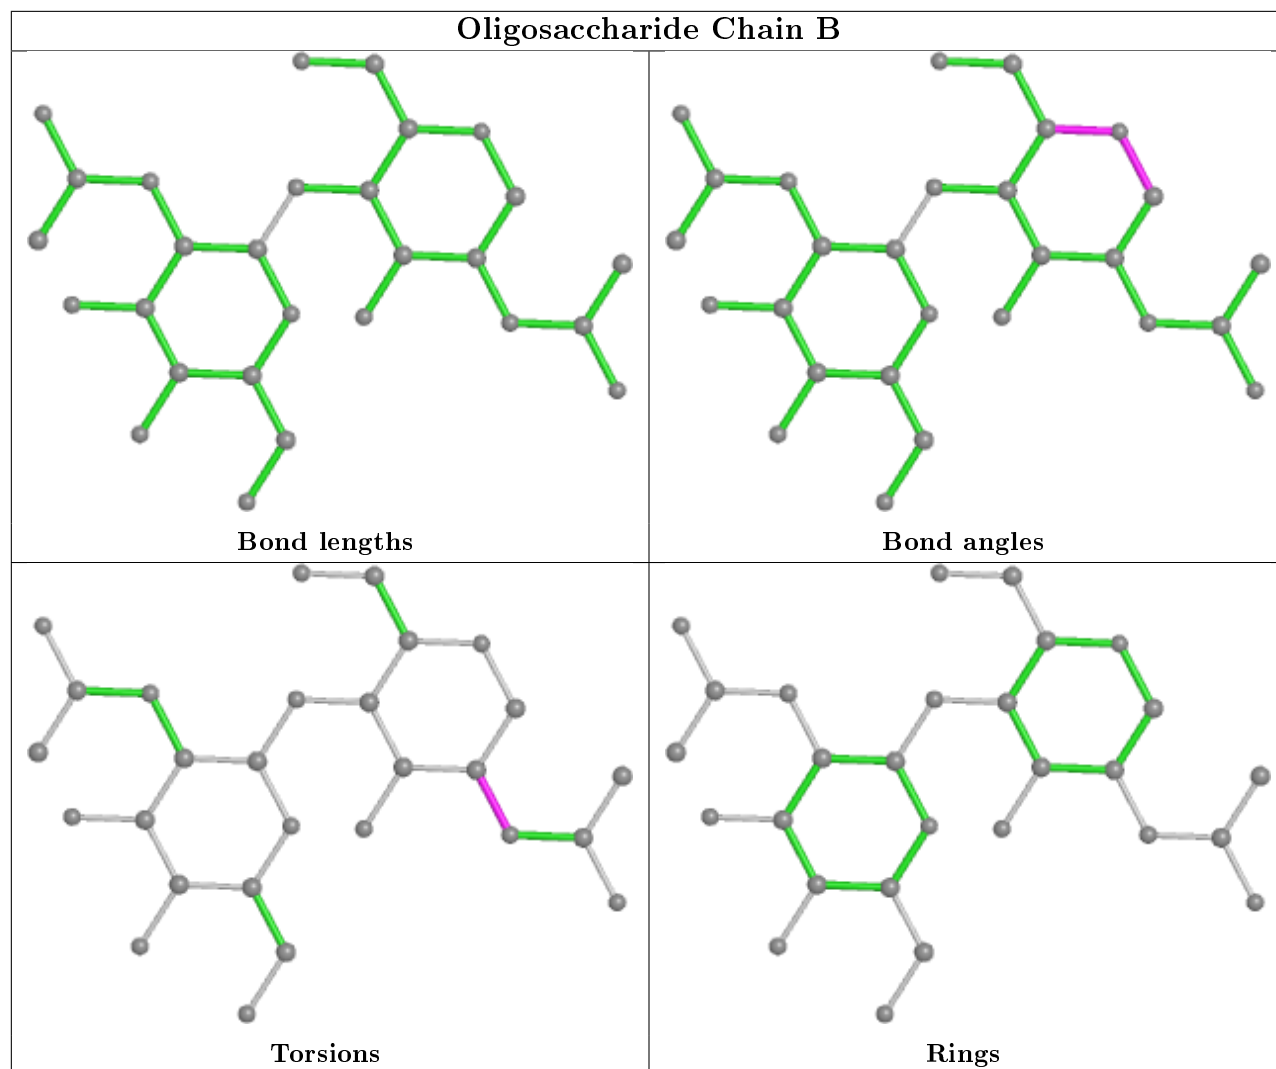 Oligosaccharide Chain B
Bond lengths
Bond angles
Torsions
Rings